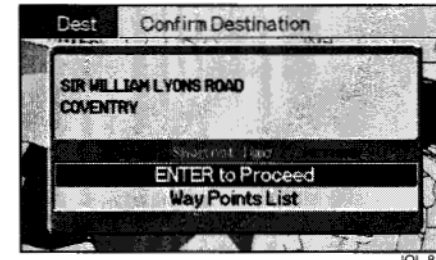 Dest Confirm Destination
SIR WILLIAM LYONS ROAD
COVENTRY
Shortest Time
ENTER to Proceed
Way Points List